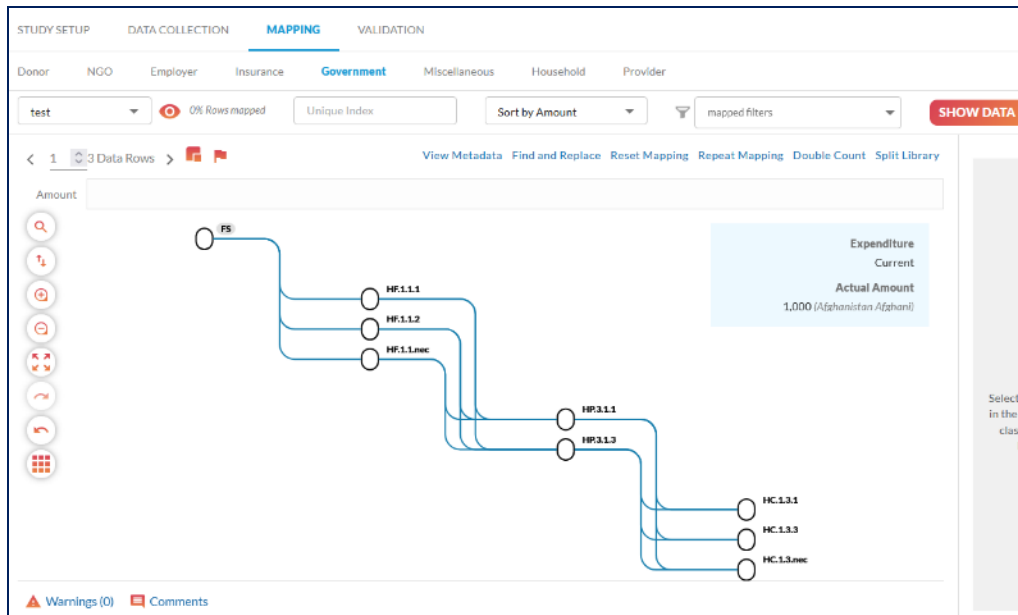 STUDY SETUP DATA COLLECTION MAPPING VALIDATION
Donor NGO Employer Insurance Government Miscellaneous Household Provider
test 0% Rows mapped Unique Index Sort by Amount mapped filters SHOW DATA
1 3 Data Rows View Metadata Find and Replace Reset Mapping Repeat Mapping Double Count Split Library
Amount
FS
Expenditure
Current
Actual Amount
1,000 (Afghanistan Afghani)
HF.1.1.1
HF.1.1.2
HF.1.1.nec
HP.3.1.1
HP.3.1.3
HC.1.3.1
HC.1.3.3
HC.1.3.nec
Select
in the
clas
Warnings (0) Comments